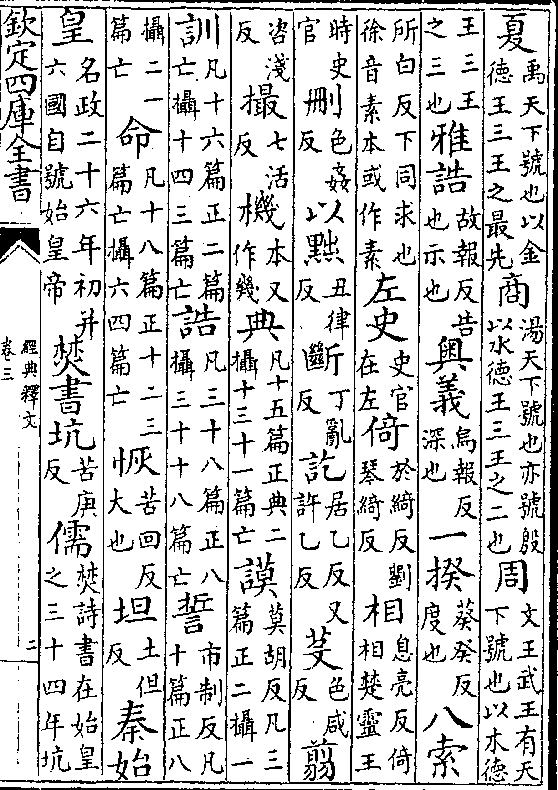 夏禹天下號也以金德王三王之最先商湯天下號也亦號殷以水德王三王之二也周文王武王有天下號也以木德
王三王之三也雅誥故報反告也示也奧義烏報反深也一揆葵癸反度也八索
所白反下同求也徐音素本或作素左史史官在左倚於綺反劉琴綺反相息亮反倚相楚靈王
時史官删色姦反以黜丑律反斷丁亂反訖居乙反又許乙反芟色咸反翦
咨淺反撮七活反機本又作幾典凡十五篇正典二攝十三十一篇亡謨莫胡反凡三篇正二攝一
訓凡十六篇正二篇亡攝十四三篇亡誥凡三十八篇正八攝三十十八篇亡誓市制反凡十篇正八
攝二一篇亡命凡十八篇正十二三篇亡攝六四篇亡恢苦回反大也坦土但反秦始
皇名政二十六年初并六國自號始皇帝焚書坑苦庚反儒焚詩書在始皇之三十四年坑
欽定四庫全書
經典釋文
卷三
二